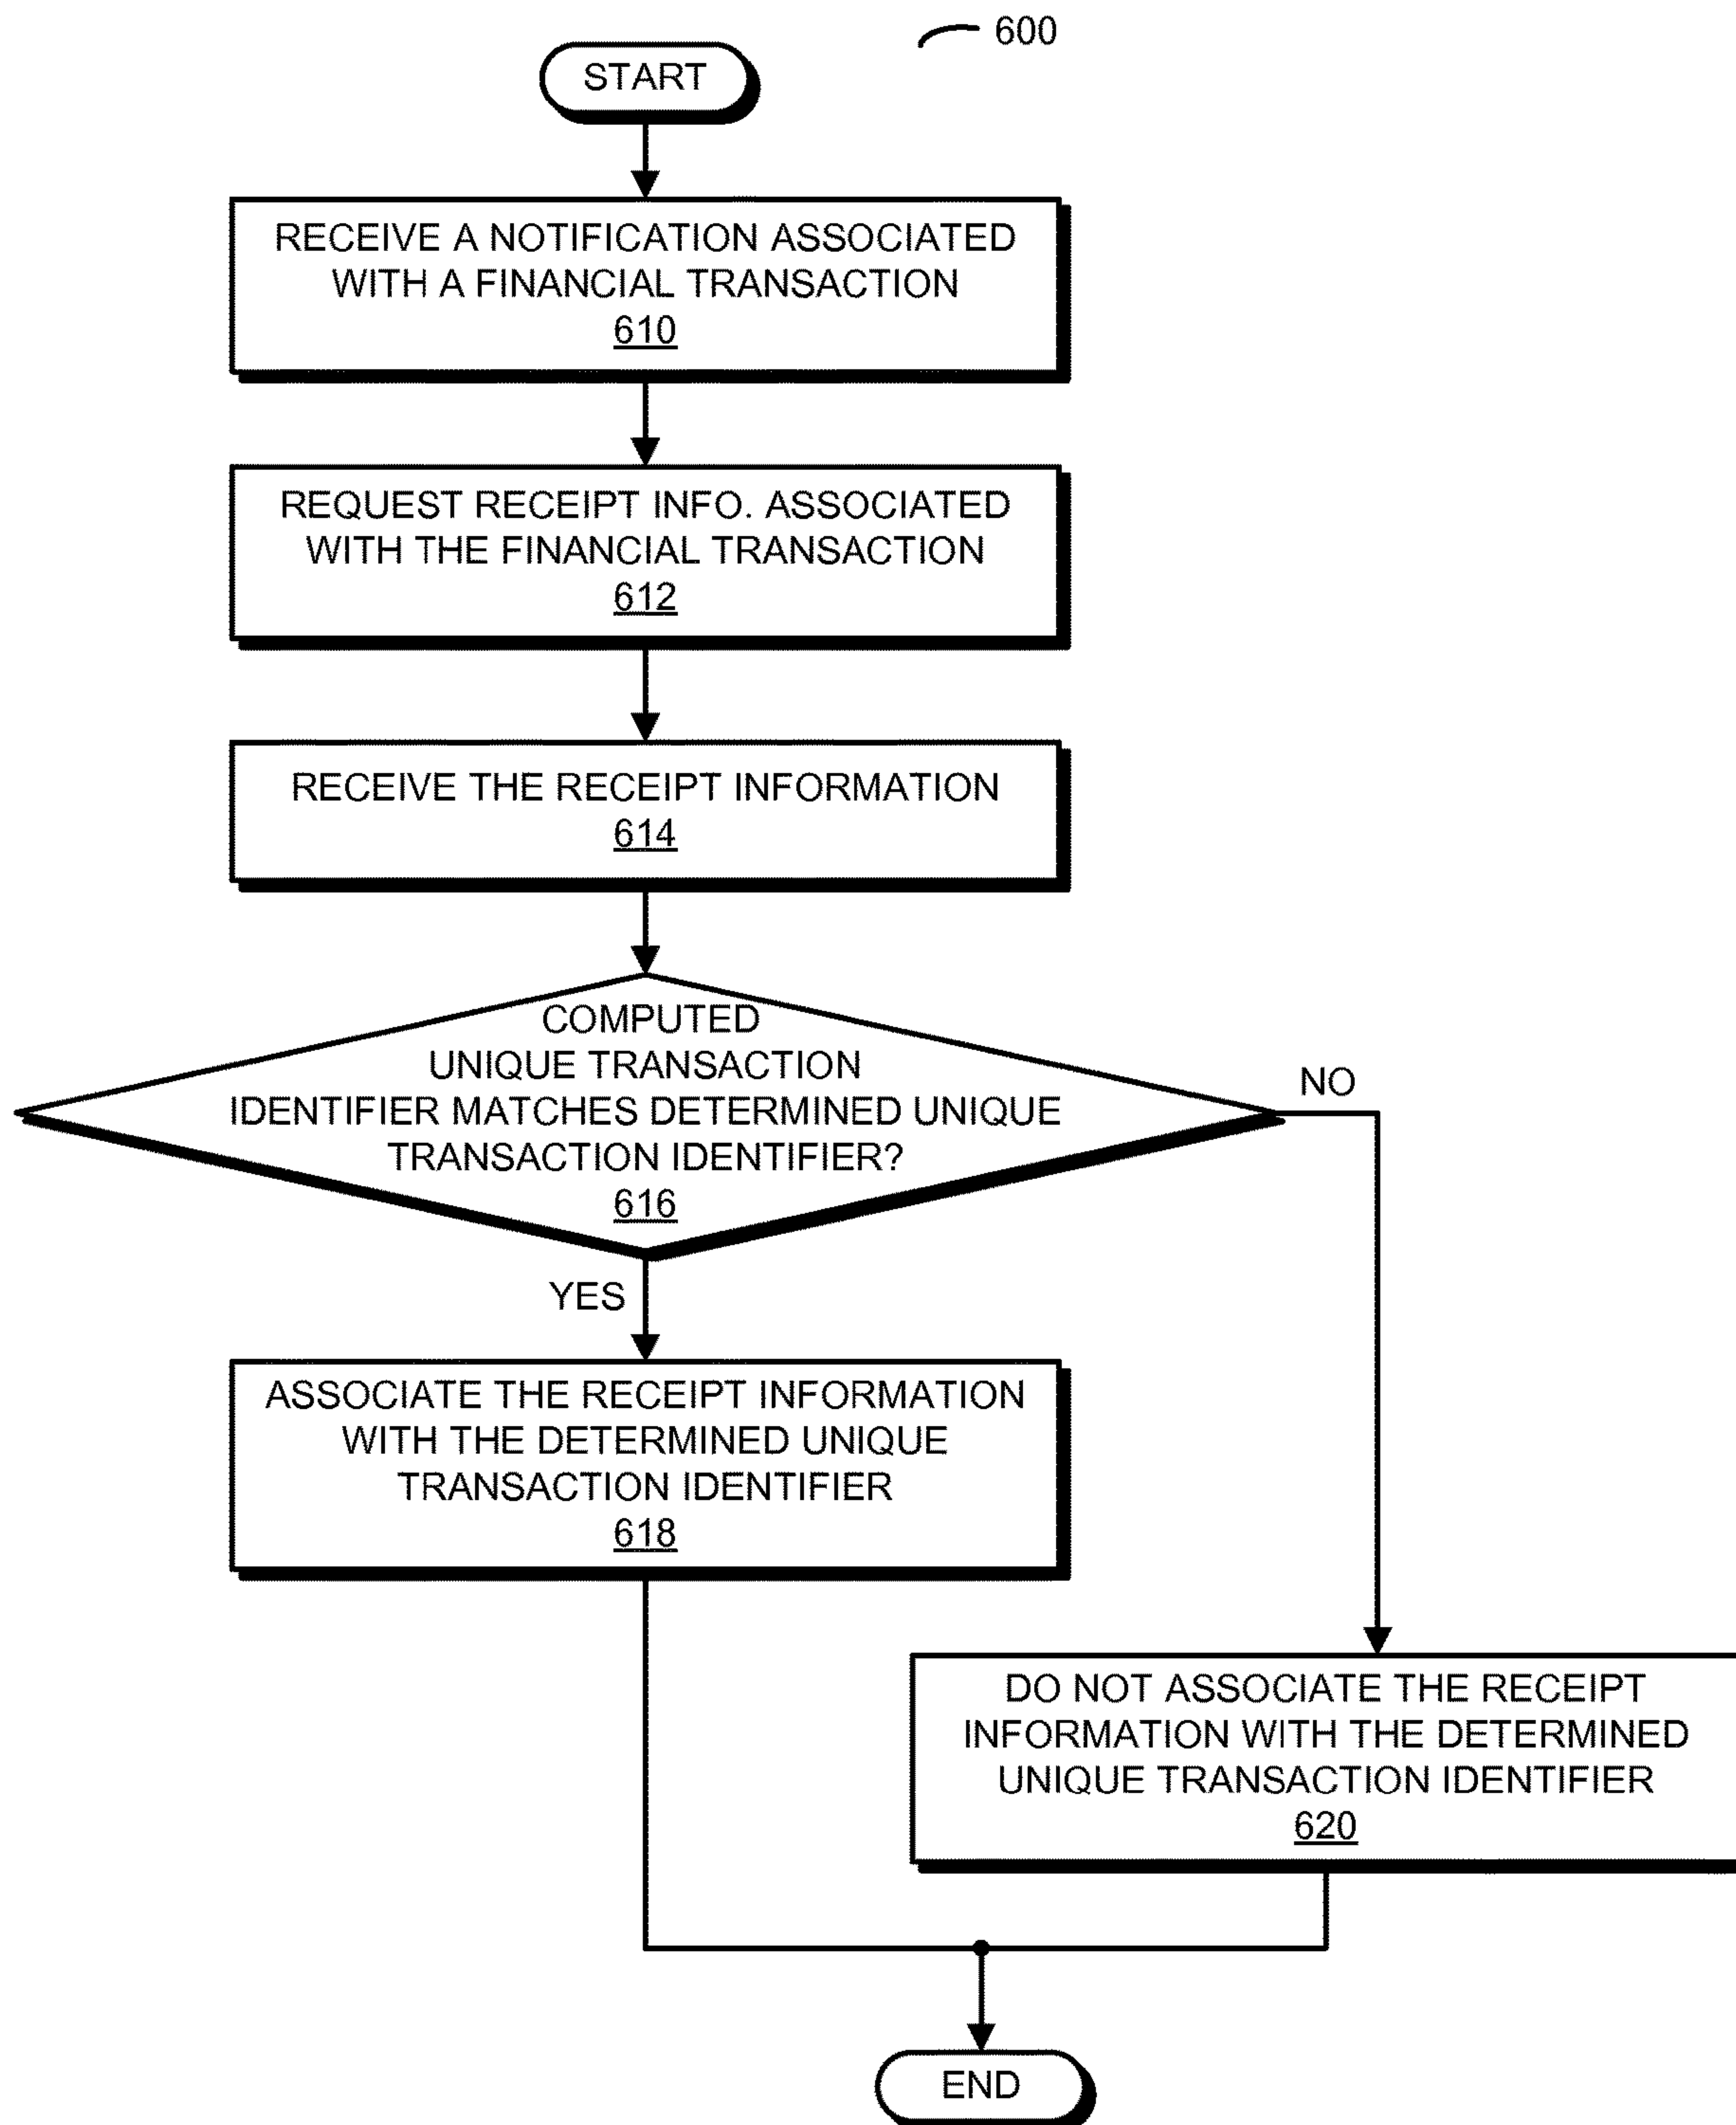 600
START
RECEIVE A NOTIFICATION ASSOCIATED
WITH A FINANCIAL TRANSACTION
610
REQUEST RECEIPT INFO. ASSOCIATED
WITH THE FINANCIAL TRANSACTION
612
RECEIVE THE RECEIPT INFORMATION
614
COMPUTED
UNIQUE TRANSACTION
IDENTIFIER MATCHES DETERMINED UNIQUE
TRANSACTION IDENTIFIER?
616
NO
YES
ASSOCIATE THE RECEIPT INFORMATION
WITH THE DETERMINED UNIQUE
TRANSACTION IDENTIFIER
618
DO NOT ASSOCIATE THE RECEIPT
INFORMATION WITH THE DETERMINED
UNIQUE TRANSACTION IDENTIFIER
620
END